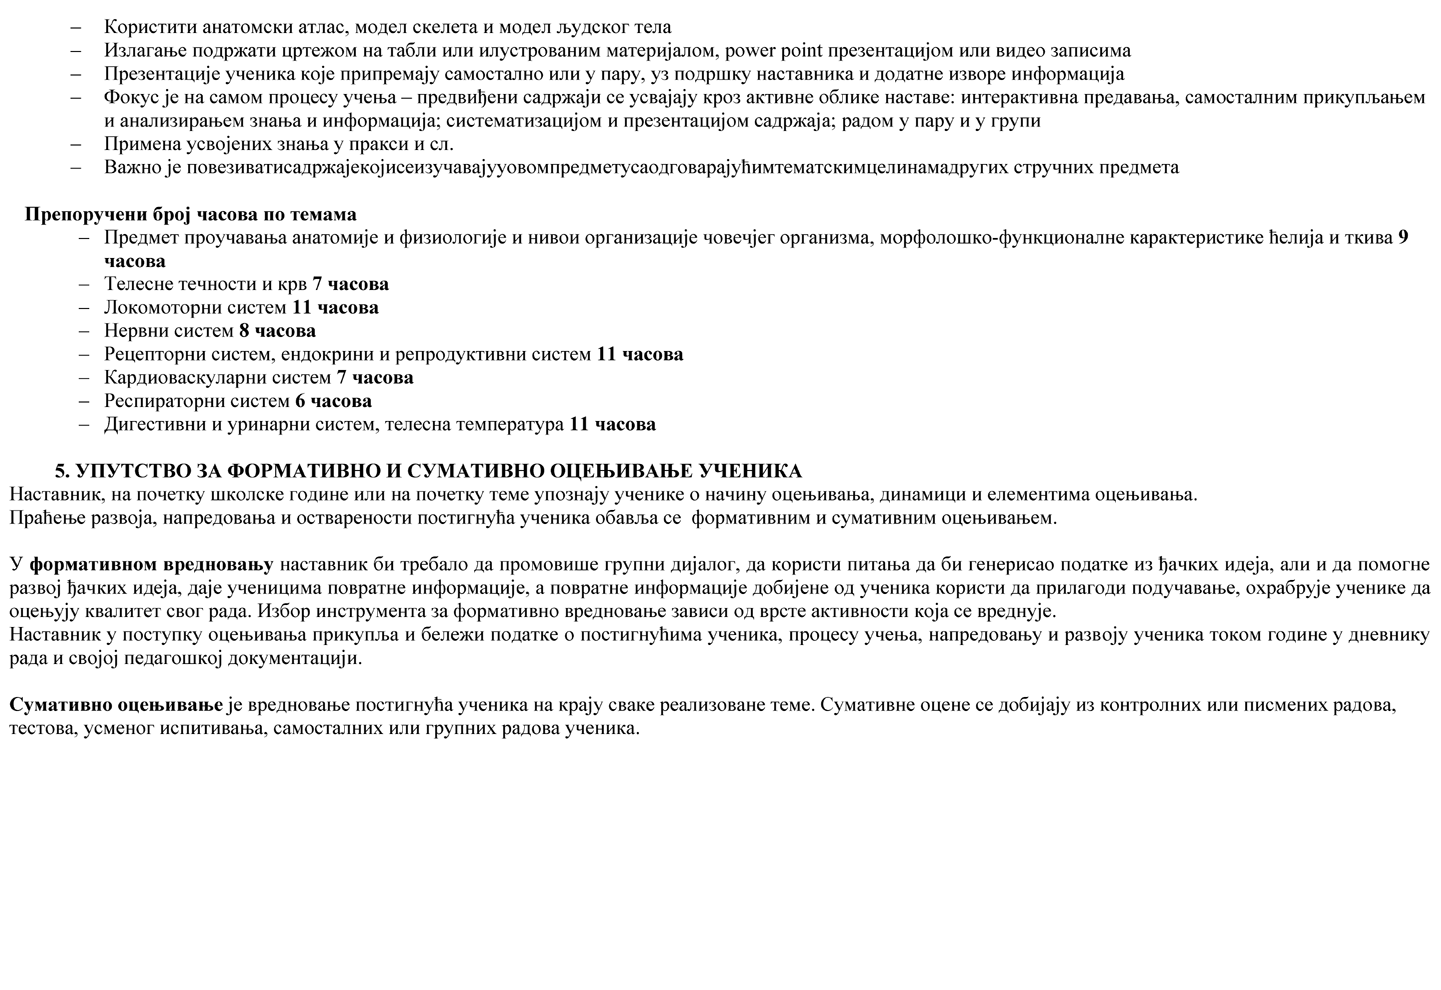 – Користити анатомски атлас, модел скелета и модел људског тела
– Излагање подржати цртежом на табли или илустрованим материјалом, power point презентацијом или видео записима
– Презентације ученика које припремају самостално или у пару, уз подршку наставника и додатне изворе информација
– Фокус је на самом процесу учења – предвиђени садржаји се усвајају кроз активне облике наставе: интерактивна предавања, самосталним прикупљањем
и анализирањем знања и информација; систематизацијом и презентацијом садржаја; радом у пару и у групи
– Примена усвојених знања у пракси и сл.
– Важно је повезиватисадржајекојисеизучавајууовомпредметусаодговарајућимтематскимцелинамадругих стручних предмета
Препоручени број часова по темама
– Предмет проучавања анатомије и физиологије и нивои организације човечјег организма, морфолошко-функционалне карактеристике ћелија и ткива 9
часова
– Телесне течности и крв 7 часова
– Локомоторни систем 11 часова
– Нервни систем 8 часова
– Рецепторни систем, ендокрини и репродуктивни систем 11 часова
– Кардиоваскуларни систем 7 часова
– Респираторни систем 6 часова
– Дигестивни и уринарни систем, телесна температура 11 часова
5. УПУТСТВО ЗА ФОРМАТИВНО И СУМАТИВНО ОЦЕЊИВАЊЕ УЧЕНИКА
Наставник, на почетку школске године или на почетку теме упознају ученике о начину оцењивања, динамици и елементима оцењивања.
Праћење развоја, напредовања и остварености постигнућа ученика обавља се формативним и сумативним оцењивањем.
У формативном вредновању наставник би требало да промовише групни дијалог, да користи питања да би генерисао податке из ђачких идеја, али и да помогне
развој ђачких идеја, даје ученицима повратне информације, а повратне информације добијене од ученика користи да прилагоди подучавање, охрабрује ученике да
оцењују квалитет свог рада. Избор инструмента за формативно вредновање зависи од врсте активности која се вреднује.
Наставник у поступку оцењивања прикупља и бележи податке о постигнућима ученика, процесу учења, напредовању и развоју ученика током године у дневнику
рада и својој педагошкој документацији.
Сумативно оцењивање је вредновање постигнућа ученика на крају сваке реализоване теме. Сумативне оцене се добијају из контролних или писмених радова,
тестова, усменог испитивања, самосталних или групних радова ученика.